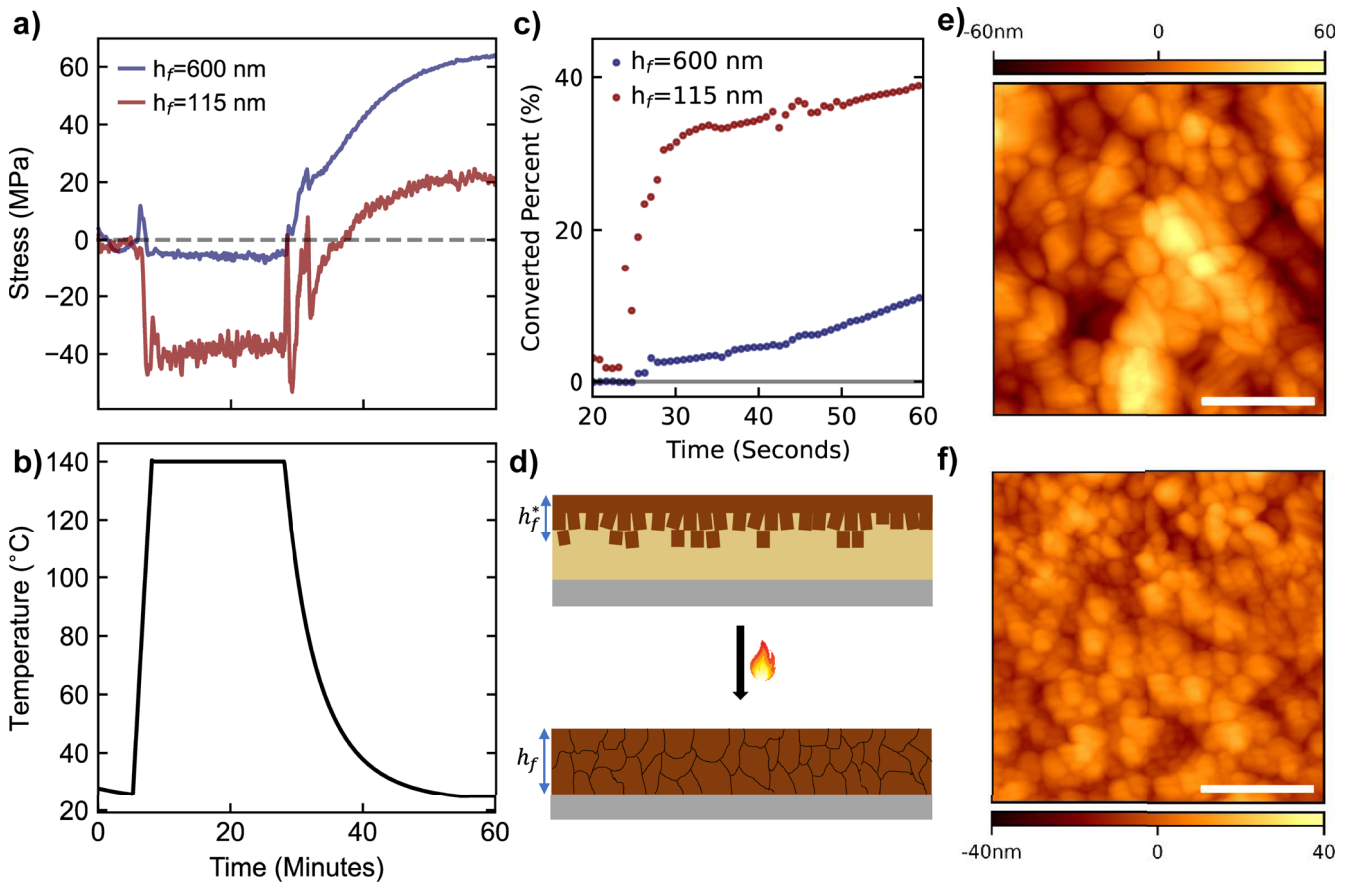 a)
h_f=600 nm
h_f=115 nm
60
40
20
0
−20
−40
Stress (MPa)
b)
140
120
100
80
60
40
20
Temperature (˚C)
0 20 40 60
Time (Minutes)
c)
h_f=600 nm
h_f=115 nm
40
20
0
Converted Percent (%)
20 30 40 50 60
Time (Seconds)
d)
h_f^*
h_f
e)
-60nm 0 60
f)
-40nm 0 40